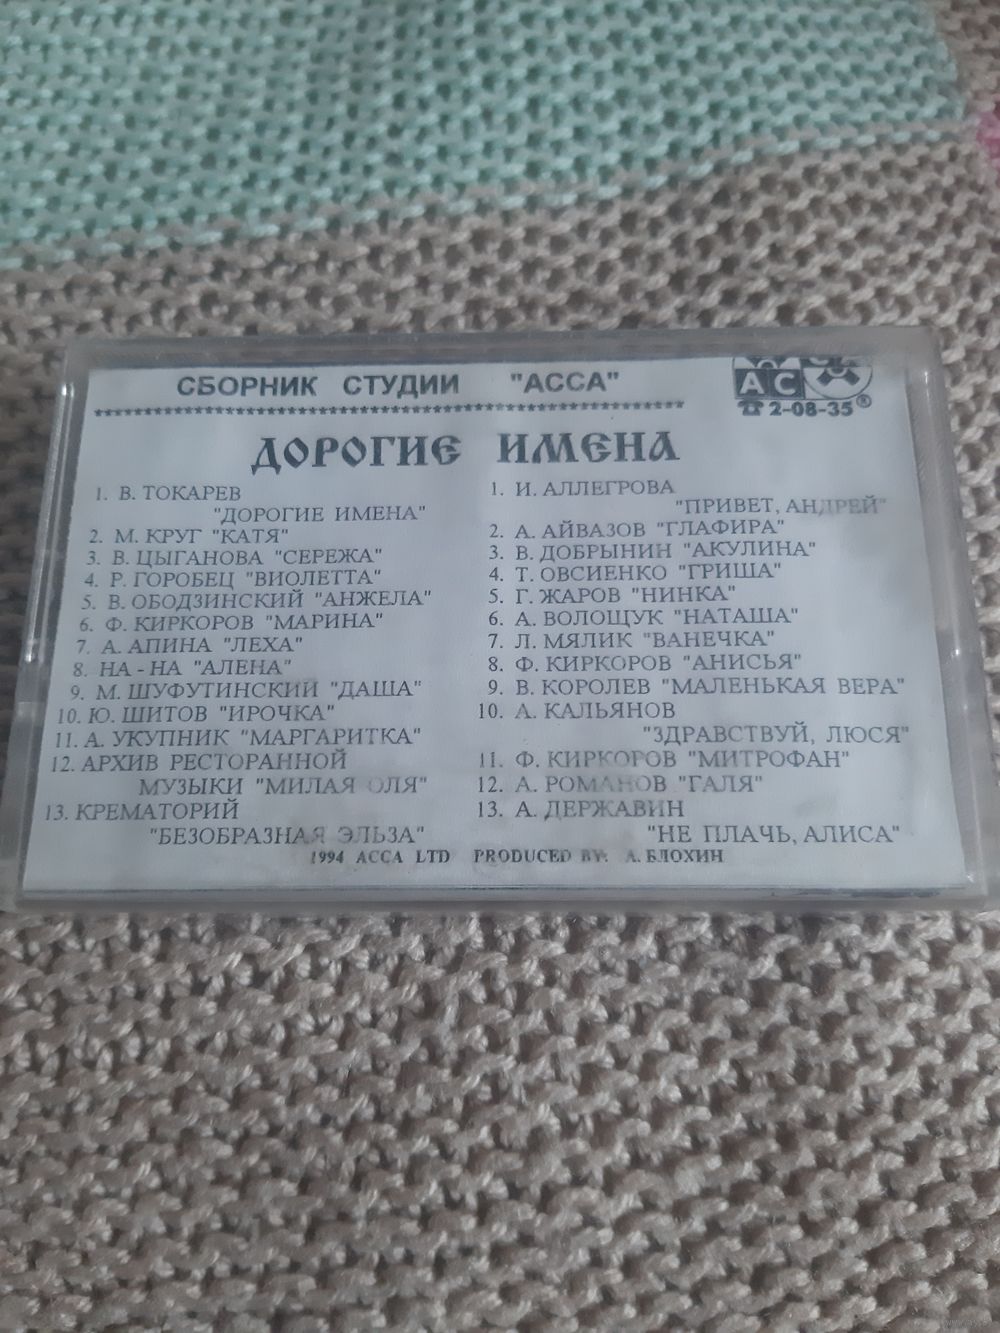 СБОРНИК СТУДИИ "АССА"
************************************************************
АС
☎ 2-08-35®
ДОРОГИЕ ИМЕНА
1. В. ТОКАРЕВ
"ДОРОГИЕ ИМЕНА"
2. М. КРУГ "КАТЯ"
3. В. ЦЫГАНОВА "СЕРЕЖА"
4. Р. ГОРОБЕЦ "ВИОЛЕТТА"
5. В. ОБОДЗИНСКИЙ "АНЖЕЛА"
6. Ф. КИРКОРОВ "МАРИНА"
7. А. АПИНА "ЛЕХА"
8. НА - НА "АЛЕНА"
9. М. ШУФУТИНСКИЙ "ДАША"
10. Ю. ШИТОВ "ИРОЧКА"
11. А. УКУПНИК "МАРГАРИТКА"
12. АРХИВ РЕСТОРАННОЙ
МУЗЫКИ "МИЛАЯ ОЛЯ"
13. КРЕМАТОРИЙ
"БЕЗОБРАЗНАЯ ЭЛЬЗА"
1. И. АЛЛЕГРОВА
"ПРИВЕТ, АНДРЕЙ"
2. А. АЙВАЗОВ "ГЛАФИРА"
3. В. ДОБРЫНИН "АКУЛИНА"
4. Т. ОВСИЕНКО "ГРИША"
5. Г. ЖАРОВ "НИНКА"
6. А. ВОЛОЩУК "НАТАША"
7. Л. МЯЛИК "ВАНЕЧКА"
8. Ф. КИРКОРОВ "АНИСЬЯ"
9. В. КОРОЛЕВ "МАЛЕНЬКАЯ ВЕРА"
10. А. КАЛЬЯНОВ
"ЗДРАВСТВУЙ, ЛЮСЯ"
11. Ф. КИРКОРОВ "МИТРОФАН"
12. А. РОМАНОВ "ГАЛЯ"
13. А. ДЕРЖАВИН
"НЕ ПЛАЧЬ, АЛИСА"
1994 АССА LTD PRODUCED BY: А. БЛОХИН